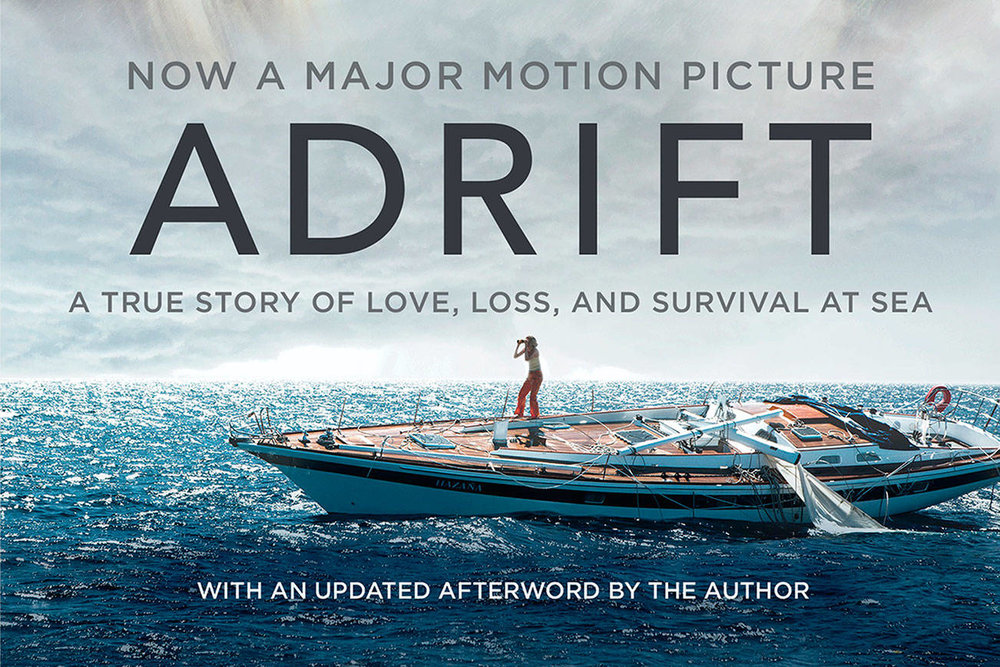 NOW A MAJOR MOTION PICTURE
ADRIFT
A TRUE STORY OF LOVE, LOSS, AND SURVIVAL AT SEA
HAZAÑA
WITH AN UPDATED AFTERWORD BY THE AUTHOR